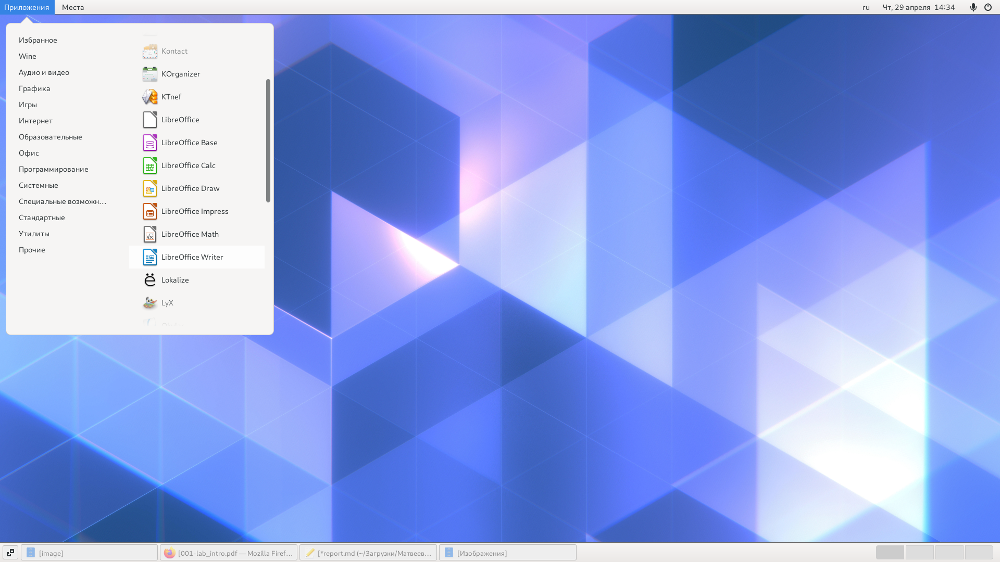 Приложения
Места
ru
Чт, 29 апреля 14:34
Избранное
Wine
Аудио и видео
Графика
Игры
Интернет
Образовательные
Офис
Программирование
Системные
Специальные возможн…
Стандартные
Утилиты
Прочие
Kontact
KOrganizer
KTnef
LibreOffice
LibreOffice Base
LibreOffice Calc
LibreOffice Draw
LibreOffice Impress
LibreOffice Math
LibreOffice Writer
Lokalize
LyX
Okular
[image]
[001-lab_intro.pdf — Mozilla Firef…
[*report.md (~/Загрузки/Матвеев…
[Изображения]